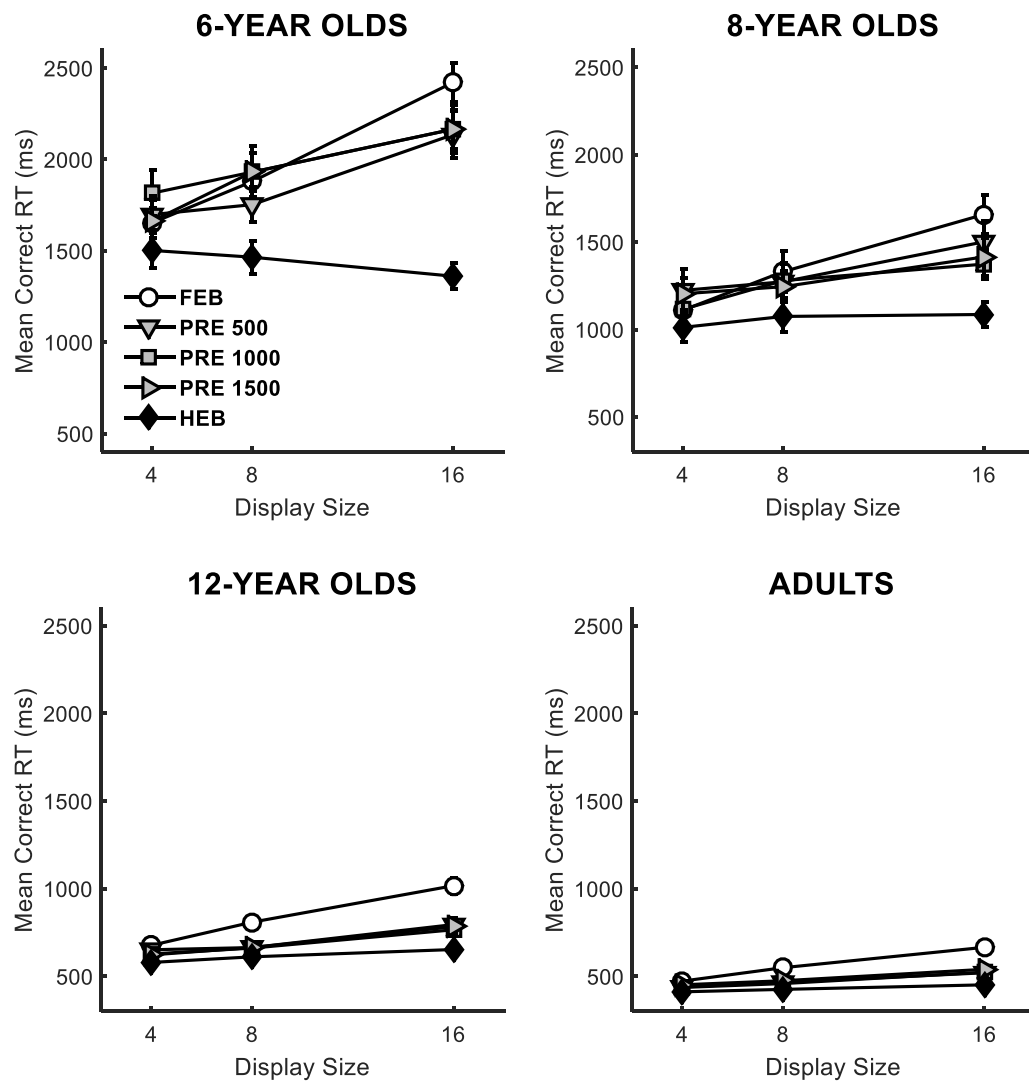 6-YEAR OLDS
2500
2000
1500
1000
500
Mean Correct RT (ms)
FEB
PRE 500
PRE 1000
PRE 1500
HEB
4 8 16
Display Size
8-YEAR OLDS
2500
2000
1500
1000
500
Mean Correct RT (ms)
4 8 16
Display Size
12-YEAR OLDS
2500
2000
1500
1000
500
Mean Correct RT (ms)
4 8 16
Display Size
ADULTS
2500
2000
1500
1000
500
Mean Correct RT (ms)
4 8 16
Display Size